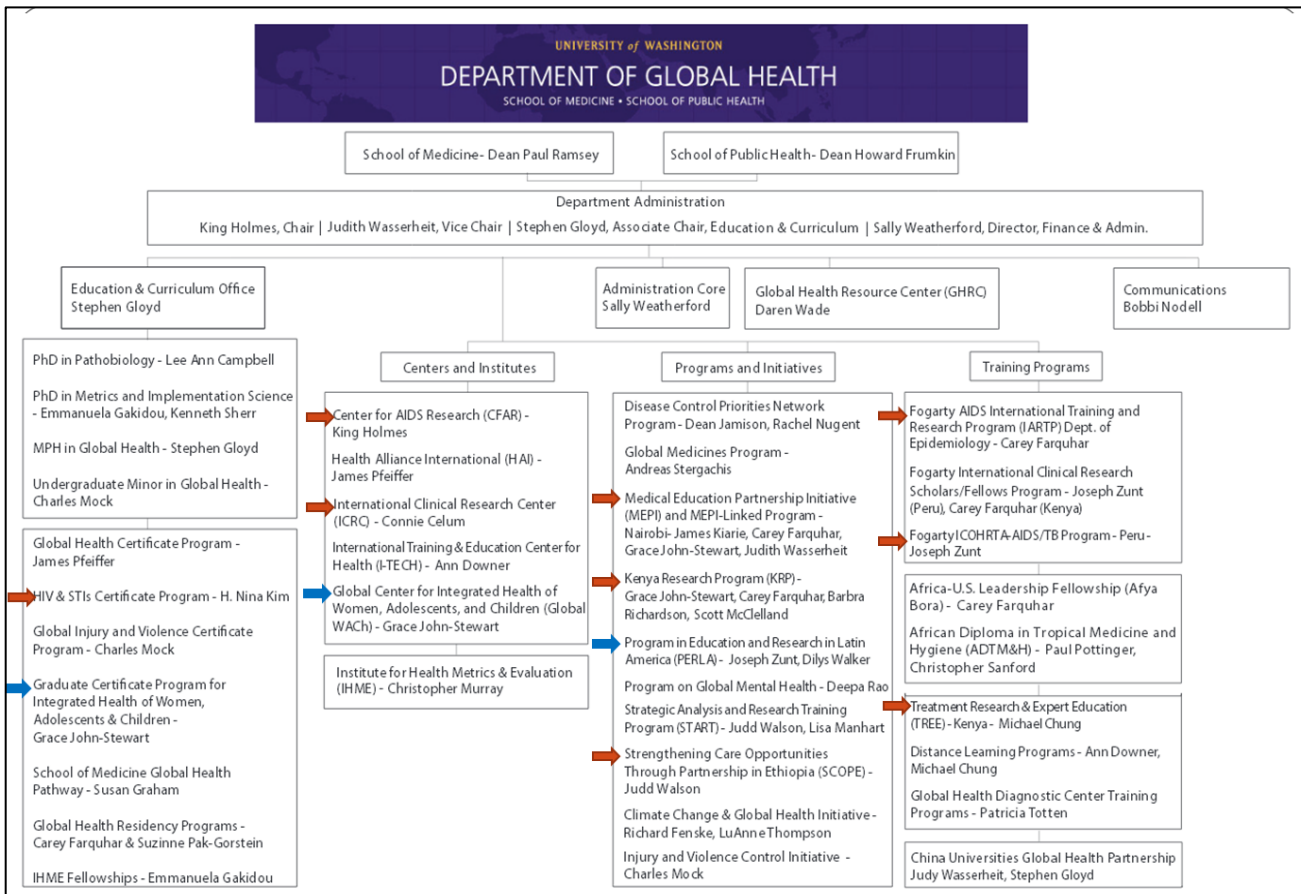 UNIVERSITY of WASHINGTON
DEPARTMENT OF GLOBAL HEALTH
SCHOOL OF MEDICINE • SCHOOL OF PUBLIC HEALTH
School of Medicine- Dean Paul Ramsey
School of Public Health- Dean Howard Frumkin
Department Administration
King Holmes, Chair | Judith Wasserheit, Vice Chair | Stephen Gloyd, Associate Chair, Education & Curriculum | Sally Weatherford, Director, Finance & Admin.
Education & Curriculum Office
Stephen Gloyd
Administration Core
Sally Weatherford
Global Health Resource Center (GHRC)
Daren Wade
Communications
Bobbi Nodell
PhD in Pathobiology - Lee Ann Campbell
PhD in Metrics and Implementation Science
- Emmanuela Gakidou, Kenneth Sherr
MPH in Global Health - Stephen Gloyd
Undergraduate Minor in Global Health -
Charles Mock
Global Health Certificate Program -
James Pfeiffer
HIV & STIs Certificate Program - H. Nina Kim
Global Injury and Violence Certificate
Program - Charles Mock
Graduate Certificate Program for
Integrated Health of Women,
Adolescents & Children -
Grace John-Stewart
School of Medicine Global Health
Pathway - Susan Graham
Global Health Residency Programs -
Carey Farquhar & Suzinne Pak-Gorstein
IHME Fellowships - Emmanuela Gakidou
Centers and Institutes
Center for AIDS Research (CFAR) -
King Holmes
Health Alliance International (HAI) -
James Pfeiffer
International Clinical Research Center
(ICRC) - Connie Celum
International Training & Education Center for
Health (I-TECH) - Ann Downer
Global Center for Integrated Health of
Women, Adolescents, and Children (Global
WACh) - Grace John-Stewart
Institute for Health Metrics & Evaluation
(IHME) - Christopher Murray
Programs and Initiatives
Disease Control Priorities Network
Program - Dean Jamison, Rachel Nugent
Global Medicines Program -
Andreas Stergachis
Medical Education Partnership Initiative
(MEPI) and MEPI-Linked Program -
Nairobi- James Kiarie, Carey Farquhar,
Grace John-Stewart, Judith Wasserheit
Kenya Research Program (KRP) -
Grace John-Stewart, Carey Farquhar, Barbra
Richardson, Scott McClelland
Program in Education and Research in Latin
America (PERLA) - Joseph Zunt, Dilys Walker
Program on Global Mental Health - Deepa Rao
Strategic Analysis and Research Training
Program (START) - Judd Walson, Lisa Manhart
Strengthening Care Opportunities
Through Partnership in Ethiopia (SCOPE) -
Judd Walson
Climate Change & Global Health Initiative -
Richard Fenske, LuAnne Thompson
Injury and Violence Control Initiative -
Charles Mock
Training Programs
Fogarty AIDS International Training and
Research Program (IARTP) Dept. of
Epidemiology - Carey Farquhar
Fogarty International Clinical Research
Scholars/Fellows Program - Joseph Zunt
(Peru), Carey Farquhar (Kenya)
Fogarty ICOHRTA-AIDS/TB Program - Peru-
Joseph Zunt
Africa-U.S. Leadership Fellowship (Afya
Bora) - Carey Farquhar
African Diploma in Tropical Medicine and
Hygiene (ADTM&H) - Paul Pottinger,
Christopher Sanford
Treatment Research & Expert Education
(TREE) - Kenya - Michael Chung
Distance Learning Programs - Ann Downer,
Michael Chung
Global Health Diagnostic Center Training
Programs - Patricia Totten
China Universities Global Health Partnership
Judy Wasserheit, Stephen Gloyd